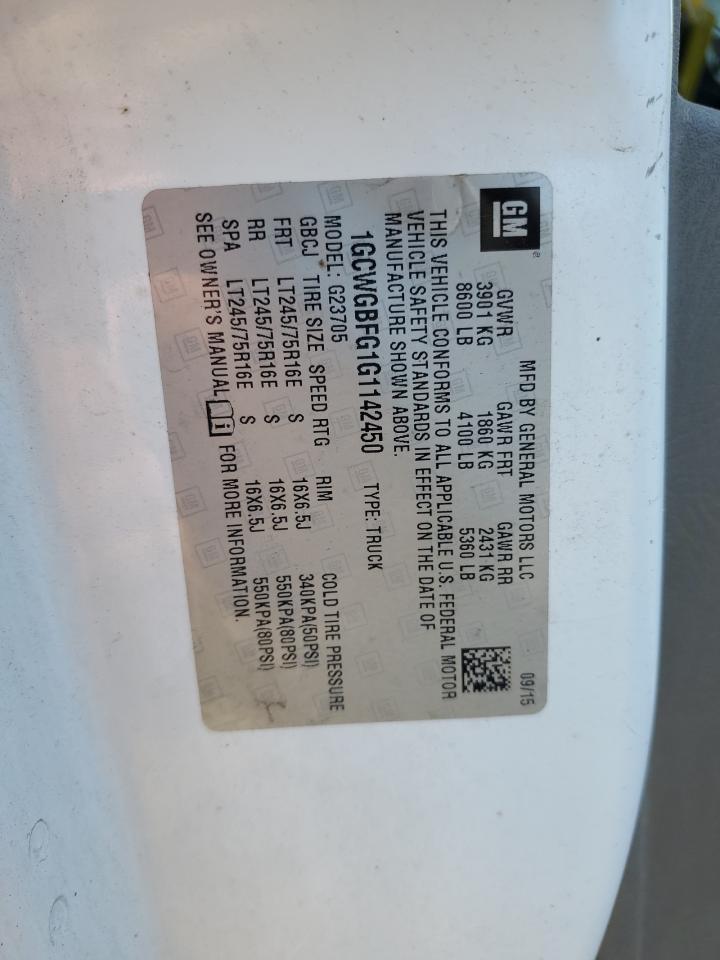 GM
®
MFD BY GENERAL MOTORS LLC
09/15
GVWR GAWR FRT GAWR RR
3901 KG 1860 KG 2431 KG
8600 LB 4100 LB 5360 LB
THIS VEHICLE CONFORMS TO ALL APPLICABLE U.S. FEDERAL MOTOR
VEHICLE SAFETY STANDARDS IN EFFECT ON THE DATE OF
MANUFACTURE SHOWN ABOVE.
1GCWGBFG1G1142450 TYPE: TRUCK
MODEL: G23705
GBCJ TIRE SIZE SPEED RTG RIM COLD TIRE PRESSURE
FRT LT245/75R16E S 16X6.5J 340KPA(50PSI)
RR LT245/75R16E S 16X6.5J 550KPA(80PSI)
SPA LT245/75R16E S 16X6.5J 550KPA(80PSI)
SEE OWNER'S MANUAL i FOR MORE INFORMATION.